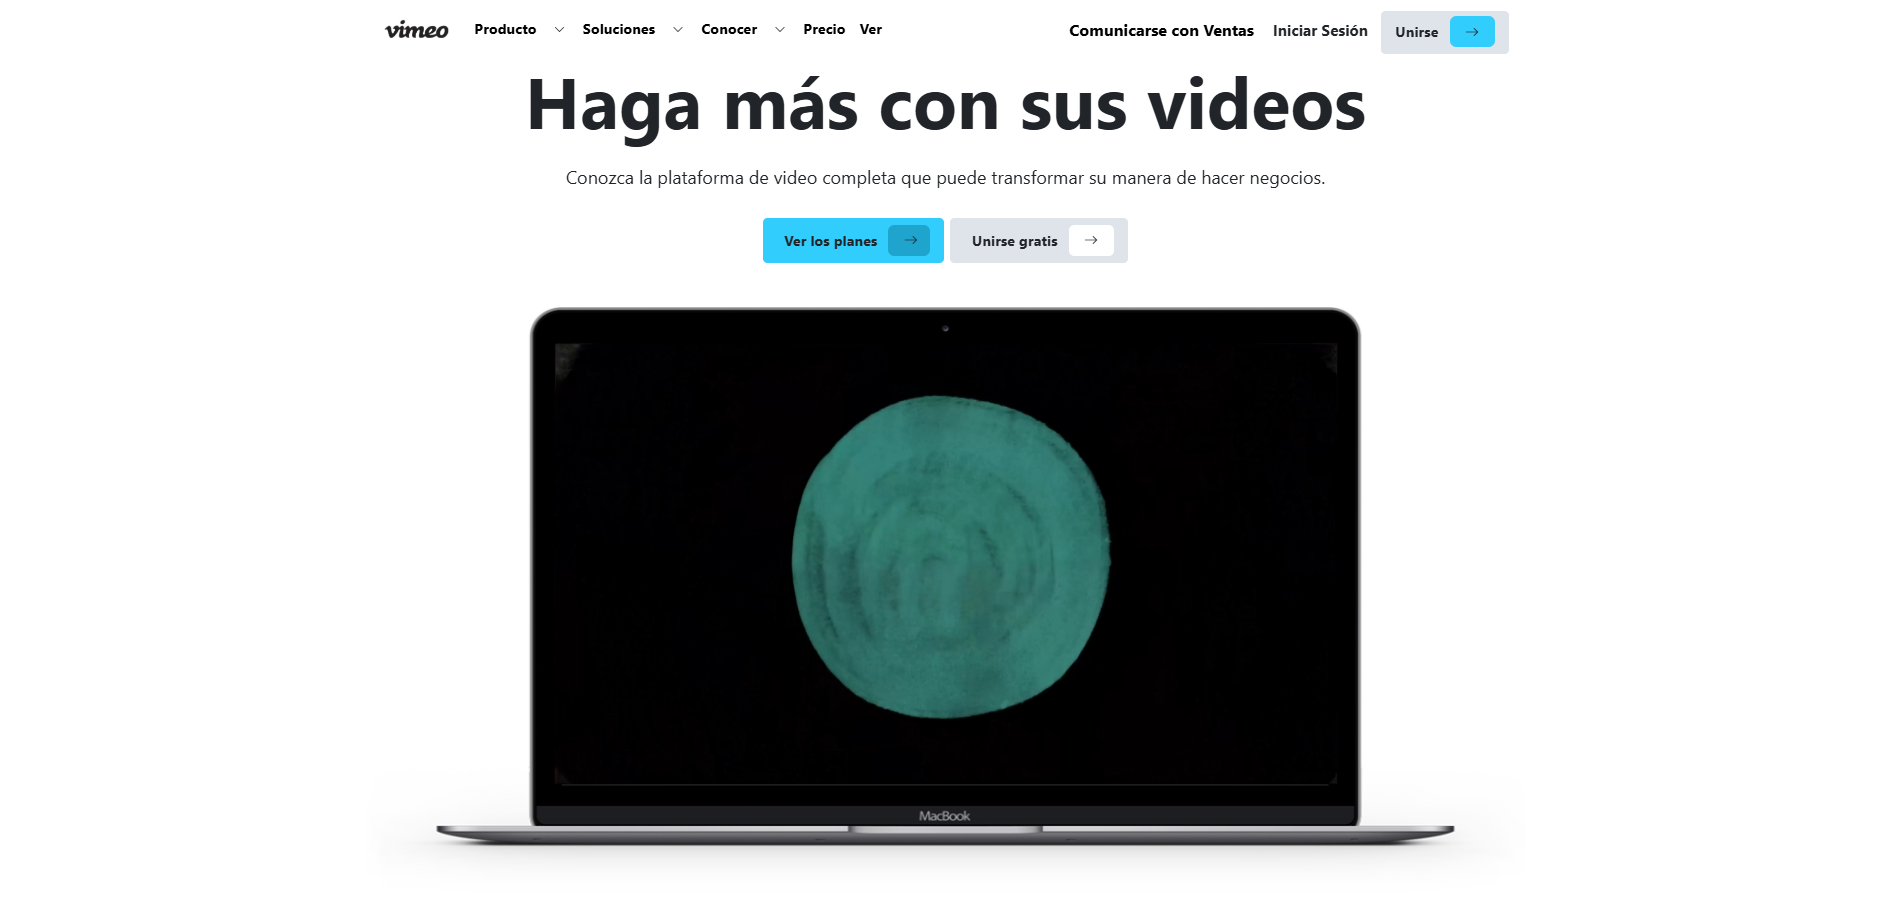 vimeo Producto Soluciones Conocer Precio Ver Comunicarse con Ventas Iniciar Sesión Unirse
Haga más con sus videos
Conozca la plataforma de video completa que puede transformar su manera de hacer negocios.
Ver los planes Unirse gratis
MacBook